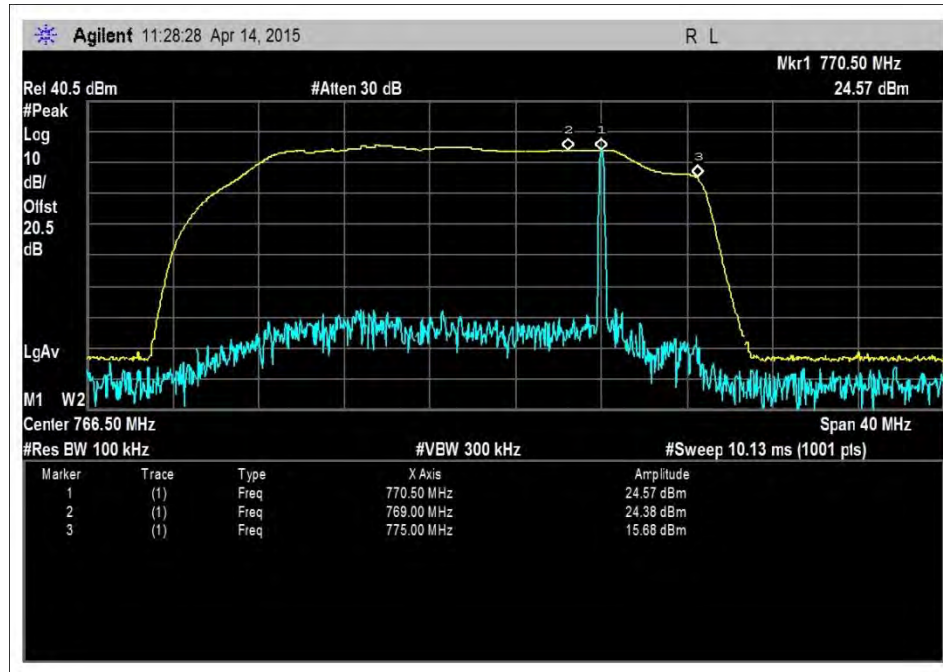 Agilent 11:28:28 Apr 14, 2015 R L
Mkr1 770.50 MHz
Ref 40.5 dBm #Atten 30 dB 24.57 dBm
#Peak
Log
10
dB/
Offst
20.5
dB
2 1
3
LgAv
M1 W2
Center 766.50 MHz Span 40 MHz
#Res BW 100 kHz #VBW 300 kHz #Sweep 10.13 ms (1001 pts)
Marker Trace Type X Axis Amplitude
1 (1) Freq 770.50 MHz 24.57 dBm
2 (1) Freq 769.00 MHz 24.38 dBm
3 (1) Freq 775.00 MHz 15.68 dBm